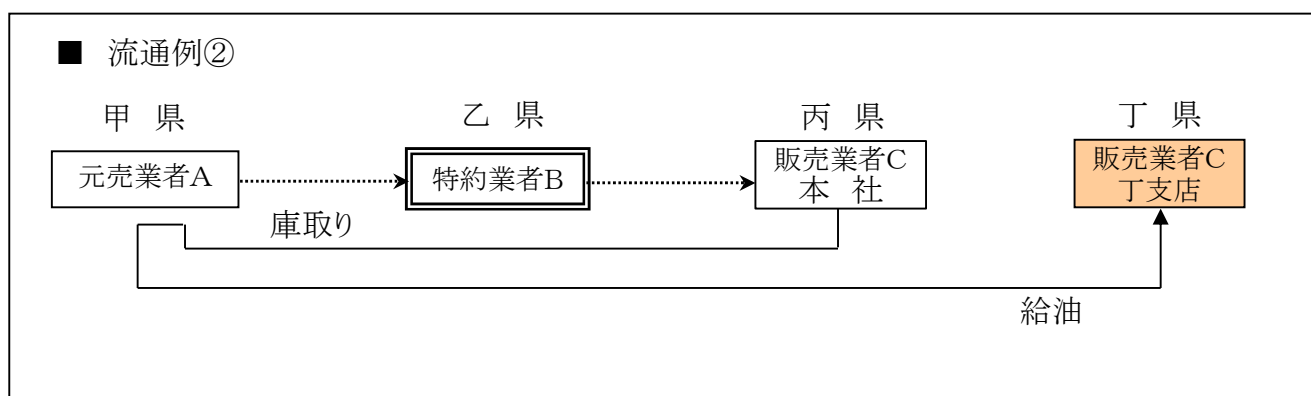 ■ 流通例②
甲 県
乙 県
丙 県
丁 県
元売業者A
特約業者B
販売業者C
本 社
販売業者C
丁支店
庫取り
給油